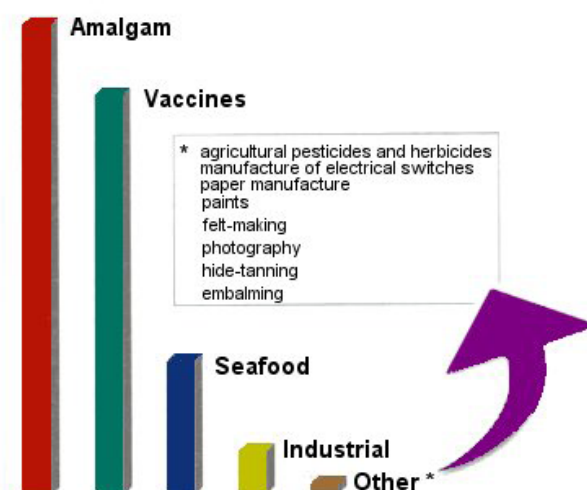 Amalgam
Vaccines
* agricultural pesticides and herbicides
manufacture of electrical switches
paper manufacture
paints
felt-making
photography
hide-tanning
embalming
Seafood
Industrial
Other *